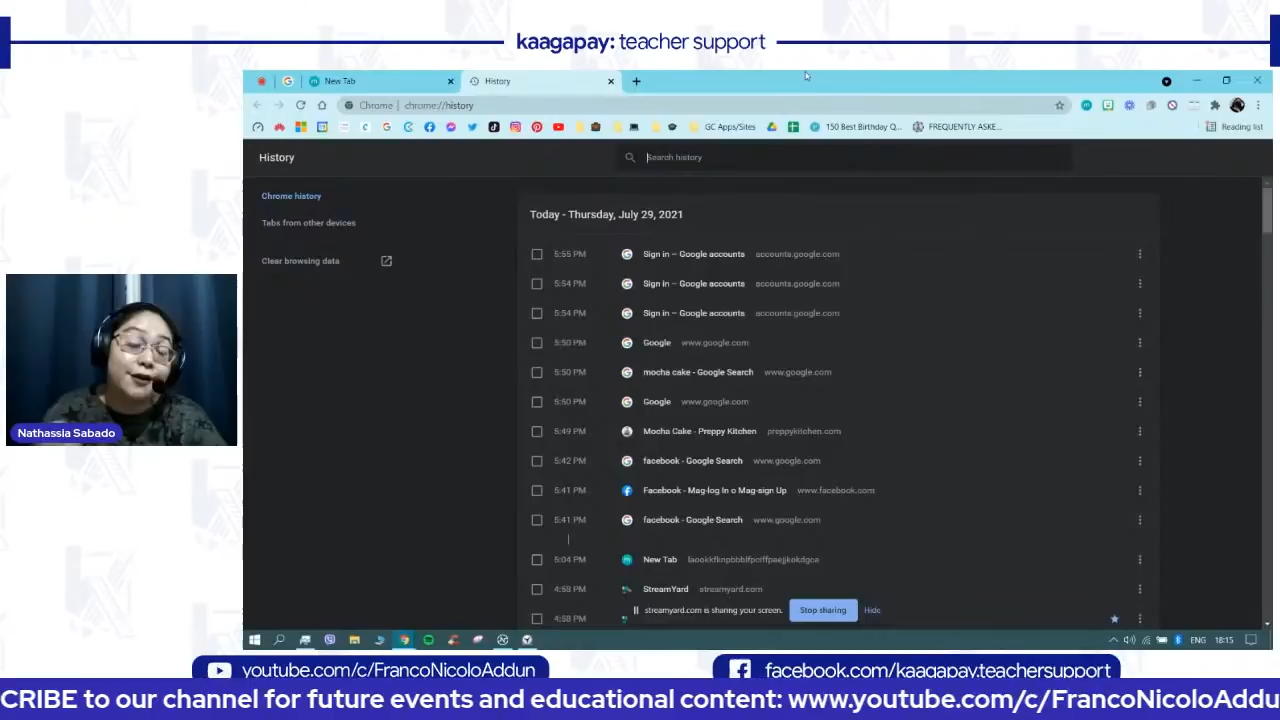 kaagapay: teacher support
New Tab
History
Chrome | chrome://history
GC Apps/Sites
150 Best Birthday Q...
FREQUENTLY ASKE...
Reading list
History
Search history
Chrome history
Tabs from other devices
Clear browsing data
Today - Thursday, July 29, 2021
5:55 PM Sign in – Google accounts accounts.google.com
5:54 PM Sign in – Google accounts accounts.google.com
5:54 PM Sign in – Google accounts accounts.google.com
5:50 PM Google www.google.com
5:50 PM mocha cake - Google Search www.google.com
5:50 PM Google www.google.com
5:49 PM Mocha Cake - Preppy Kitchen preppykitchen.com
5:42 PM facebook - Google Search www.google.com
5:41 PM Facebook - Mag-log In o Mag-sign Up www.facebook.com
5:41 PM facebook - Google Search www.google.com
5:04 PM New Tab
4:58 PM StreamYard streamyard.com
4:58 PM
streamyard.com is sharing your screen. Stop sharing Hide
Nathassia Sabado
ENG 18:15
youtube.com/c/FrancoNicoloAddun
facebook.com/kaagapay.teachersupport
CRIBE to our channel for future events and educational content: www.youtube.com/c/FrancoNicoloAddu